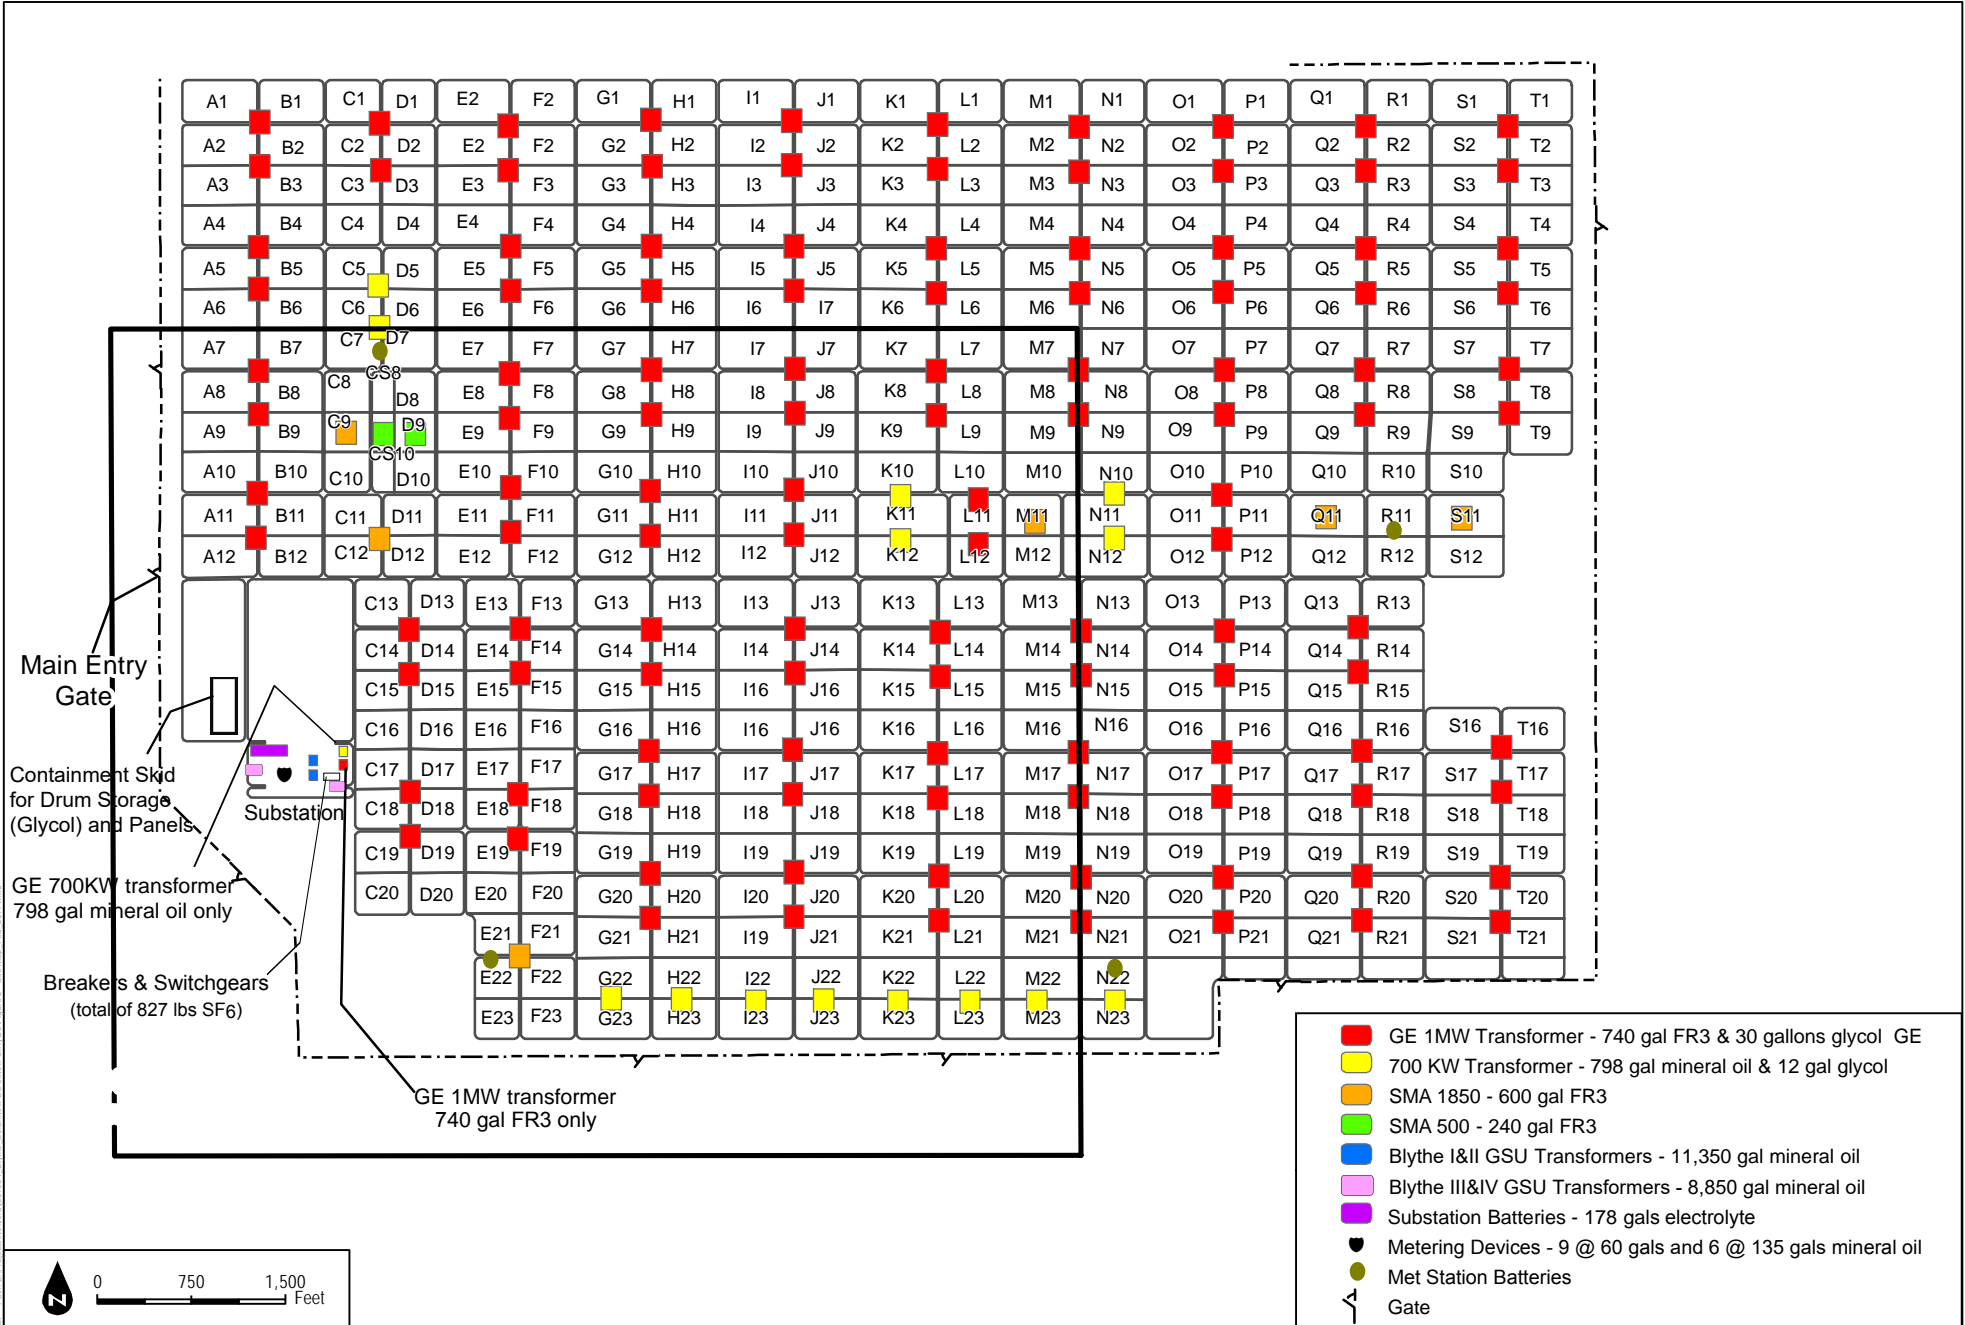 A1 B1 C1 D1 E2 F2 G1 H1 I1 J1 K1 L1 M1 N1 O1 P1 Q1 R1 S1 T1
A2 B2 C2 D2 E2 F2 G2 H2 I2 J2 K2 L2 M2 N2 O2 P2 Q2 R2 S2 T2
A3 B3 C3 D3 E3 F3 G3 H3 I3 J3 K3 L3 M3 N3 O3 P3 Q3 R3 S3 T3
A4 B4 C4 D4 E4 F4 G4 H4 I4 J4 K4 L4 M4 N4 O4 P4 Q4 R4 S4 T4
A5 B5 C5 D5 E5 F5 G5 H5 I5 J5 K5 L5 M5 N5 O5 P5 Q5 R5 S5 T5
A6 B6 C6 D6 E6 F6 G6 H6 I6 I7 K6 L6 M6 N6 O6 P6 Q6 R6 S6 T6
A7 B7 C7 D7 E7 F7 G7 H7 I7 J7 K7 L7 M7 N7 O7 P7 Q7 R7 S7 T7
CS8
A8 B8 C8 D8 E8 F8 G8 H8 I8 J8 K8 L8 M8 N8 O8 P8 Q8 R8 S8 T8
A9 B9 C9 D9 E9 F9 G9 H9 I9 J9 K9 L9 M9 N9 O9 P9 Q9 R9 S9 T9
CS10
A10 B10 C10 D10 E10 F10 G10 H10 I10 J10 K10 L10 M10 N10 O10 P10 Q10 R10 S10
A11 B11 C11 D11 E11 F11 G11 H11 I11 J11 K11 L11 M11 N11 O11 P11 Q11 R11 S11
A12 B12 C12 D12 E12 F12 G12 H12 I12 J12 K12 L12 M12 N12 O12 P12 Q12 R12 S12
C13 D13 E13 F13 G13 H13 I13 J13 K13 L13 M13 N13 O13 P13 Q13 R13
C14 D14 E14 F14 G14 H14 I14 J14 K14 L14 M14 N14 O14 P14 Q14 R14
C15 D15 E15 F15 G15 H15 I16 J16 K15 L15 M15 N15 O15 P15 Q15 R15
C16 D16 E16 F16 G16 H16 I16 J16 K16 L16 M16 N16 O16 P16 Q16 R16 S16 T16
C17 D17 E17 F17 G17 H17 I17 J17 K17 L17 M17 N17 O17 P17 Q17 R17 S17 T17
C18 D18 E18 F18 G18 H18 I18 J18 K18 L18 M18 N18 O18 P18 Q18 R18 S18 T18
C19 D19 E19 F19 G19 H19 I19 J19 K19 L19 M19 N19 O19 P19 Q19 R19 S19 T19
C20 D20 E20 F20 G20 H20 I20 J20 K20 L20 M20 N20 O20 P20 Q20 R20 S20 T20
E21 F21 G21 H21 I19 J21 K21 L21 M21 N21 O21 P21 Q21 R21 S21 T21
E22 F22 G22 H22 I22 J22 K22 L22 M22 N22
E23 F23 G23 H23 I23 J23 K23 L23 M23 N23
Main Entry
Gate
Containment Skid
for Drum Storage
(Glycol) and Panels
Substation
GE 700KW transformer
798 gal mineral oil only
Breakers & Switchgears
(total of 827 lbs SF6)
GE 1MW transformer
740 gal FR3 only
GE 1MW Transformer - 740 gal FR3 & 30 gallons glycol GE
700 KW Transformer - 798 gal mineral oil & 12 gal glycol
SMA 1850 - 600 gal FR3
SMA 500 - 240 gal FR3
Blythe I&II GSU Transformers - 11,350 gal mineral oil
Blythe III&IV GSU Transformers - 8,850 gal mineral oil
Substation Batteries - 178 gals electrolyte
Metering Devices - 9 @ 60 gals and 6 @ 135 gals mineral oil
Met Station Batteries
Gate
N
0 750 1,500
Feet